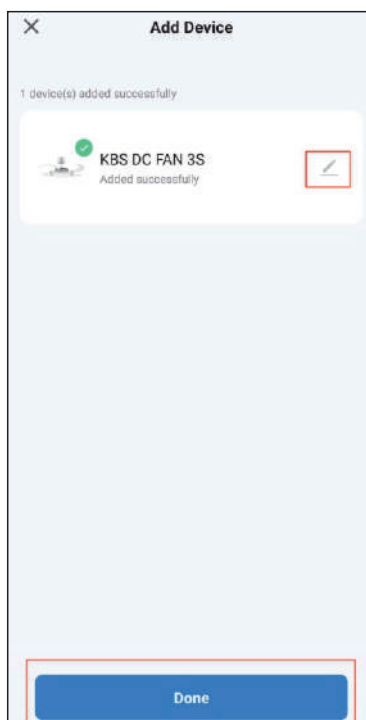 Add Device
1 device(s) added successfully
KBS DC FAN 3S
Added successfully
Done